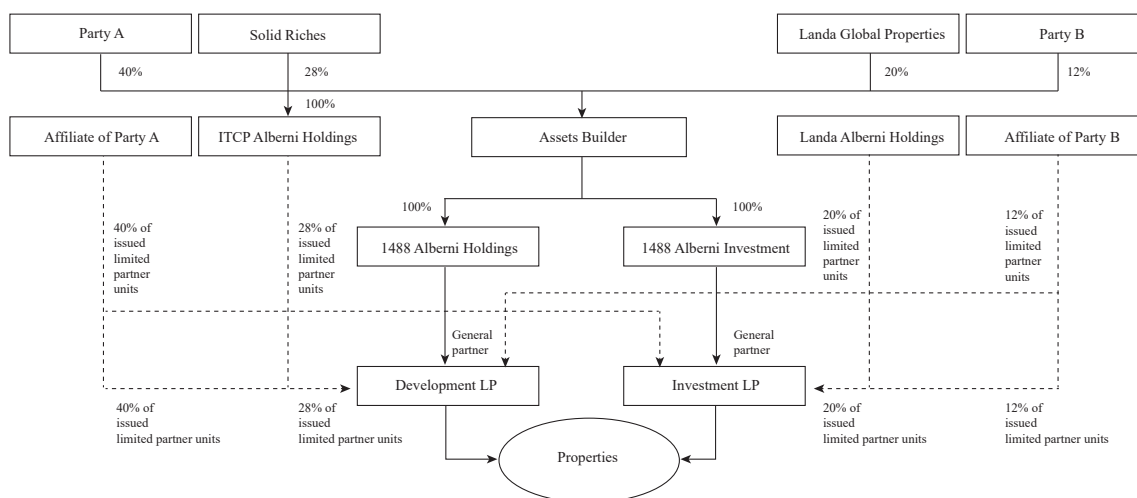 Party A
Solid Riches
Landa Global Properties
Party B
40%
28%
20%
12%
100%
Affiliate of Party A
ITCP Alberni Holdings
Assets Builder
Landa Alberni Holdings
Affiliate of Party B
100%
100%
40% of
issued
limited
partner
units
28% of
issued
limited
partner
units
20% of
issued
limited
partner
units
12% of
issued
limited
partner
units
1488 Alberni Holdings
1488 Alberni Investment
General
partner
General
partner
Development LP
Investment LP
40% of
issued
limited partner units
28% of
issued
limited partner units
20% of
issued
limited partner units
12% of
issued
limited partner units
Properties